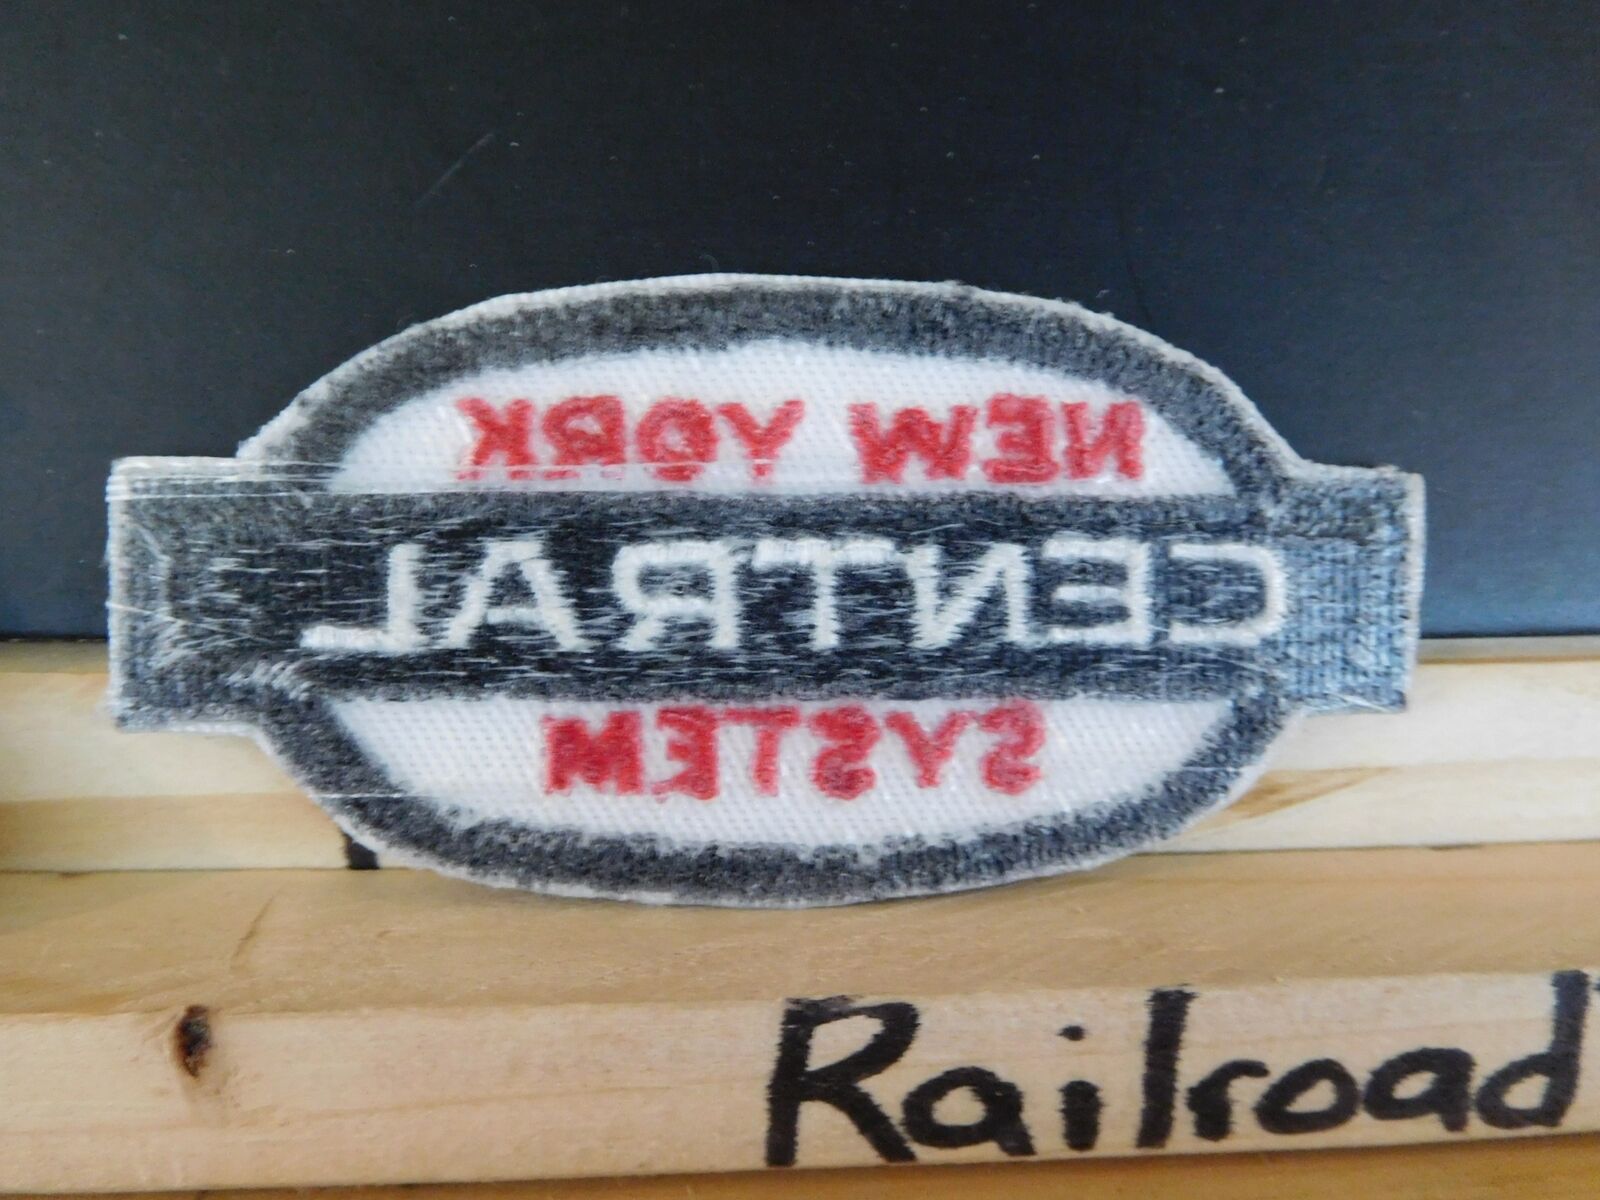 NEW YORK
CENTRAL
SYSTEM
Railroad